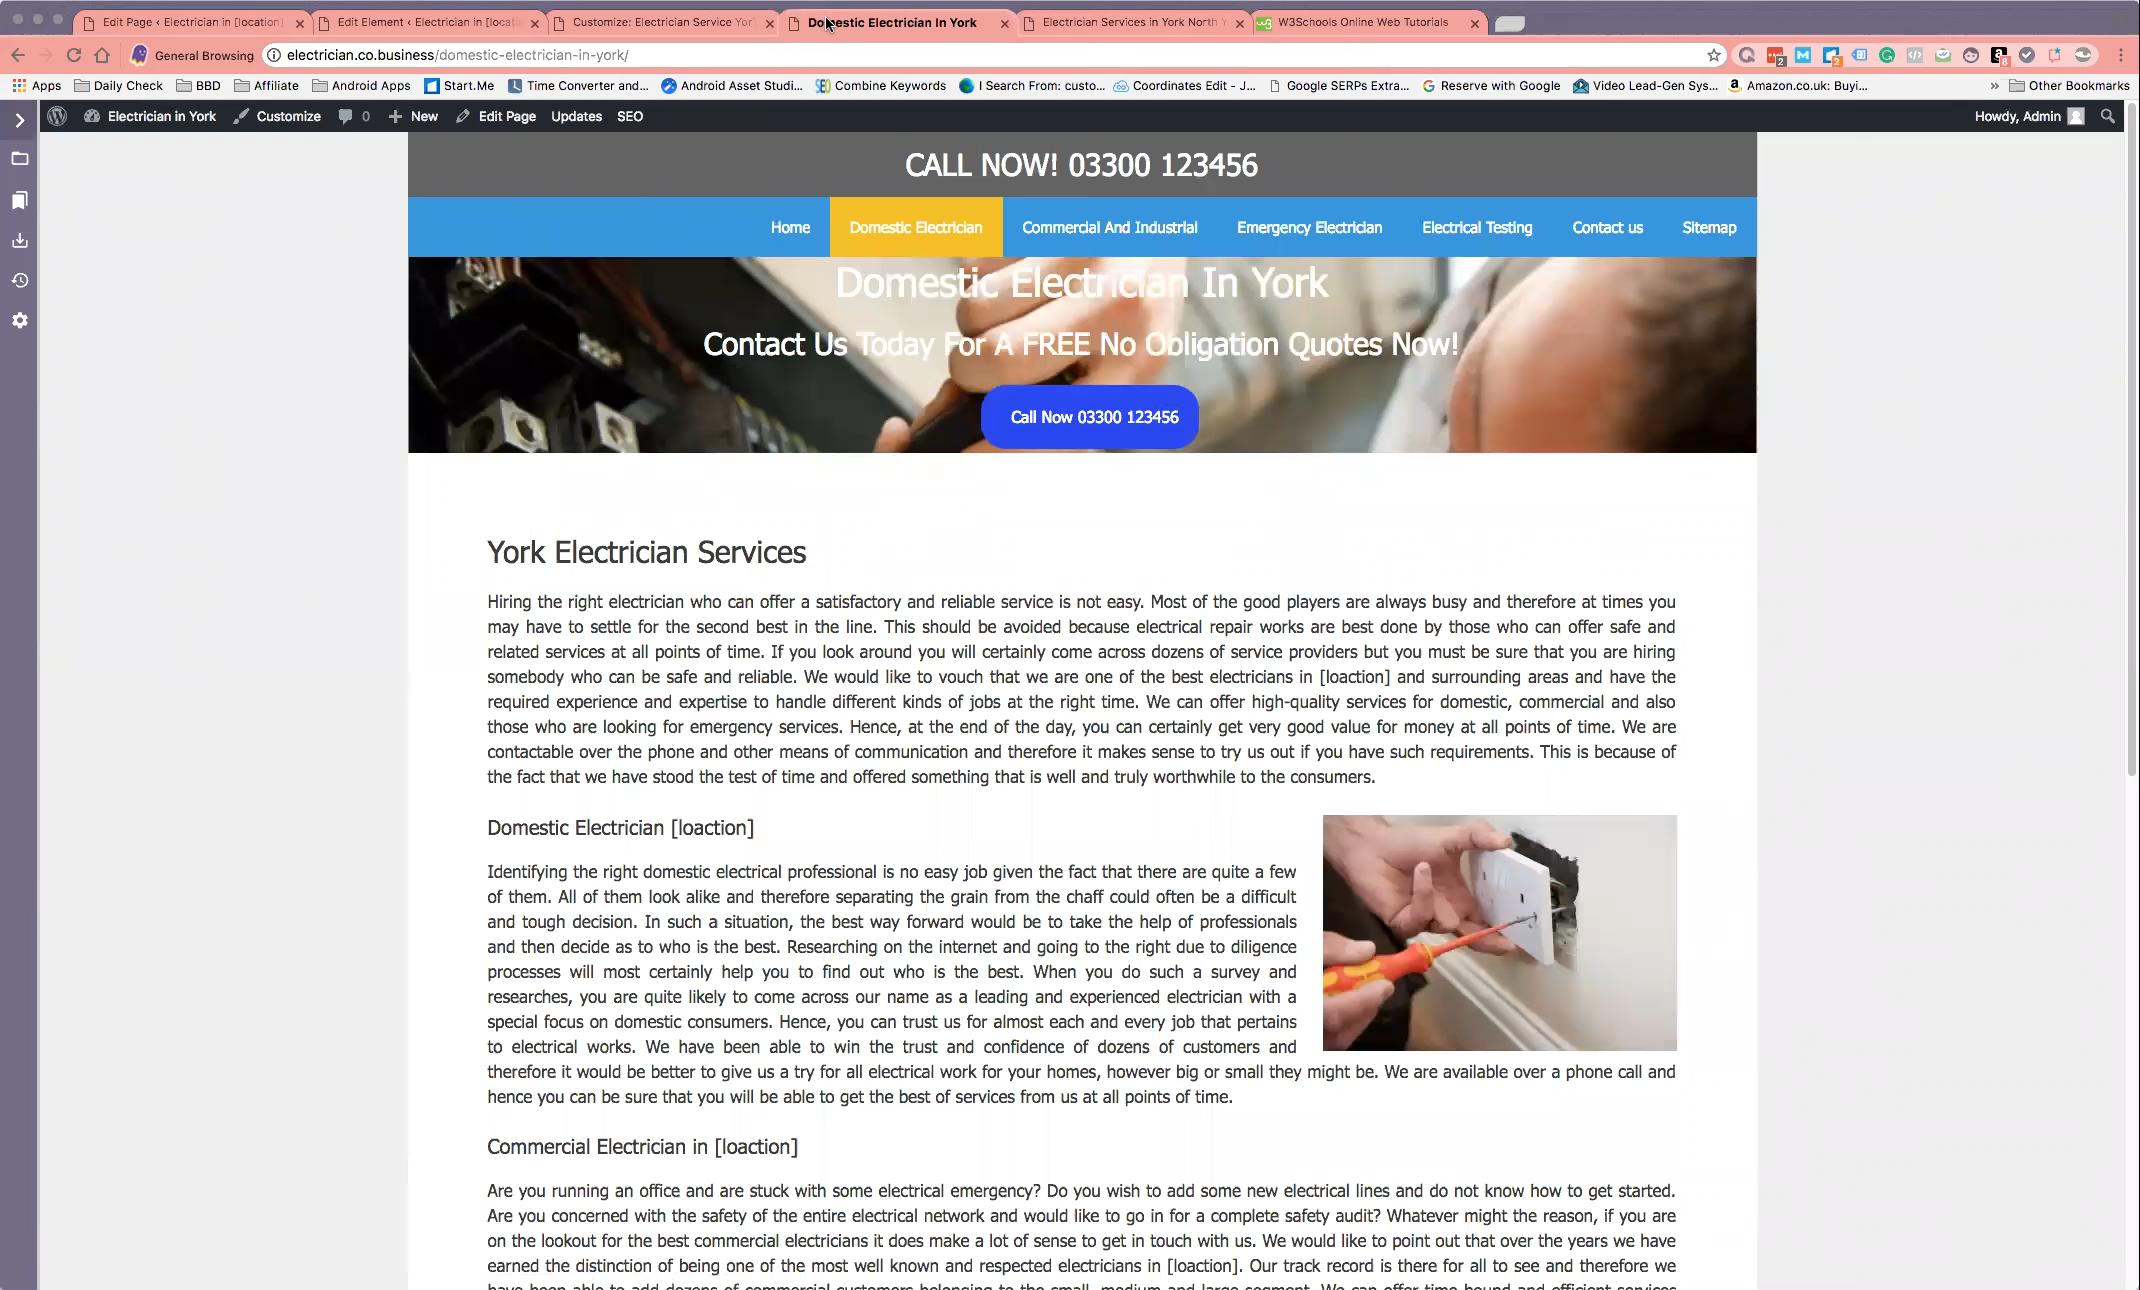 Edit Page ‹ Electrician in [location]
Edit Element ‹ Electrician in [locati
Customize: Electrician Service Yor
Domestic Electrician In York
Electrician Services in York North Y
W3Schools Online Web Tutorials
General Browsing
electrician.co.business/domestic-electrician-in-york/
Apps
Daily Check
BBD
Affiliate
Android Apps
Start.Me
Time Converter and...
Android Asset Studi...
Combine Keywords
I Search From: custo...
Coordinates Edit - J...
Google SERPs Extra...
Reserve with Google
Video Lead-Gen Sys...
Amazon.co.uk: Buyi...
» Other Bookmarks
Electrician in York
Customize
0
New
Edit Page
Updates
SEO
Howdy, Admin
CALL NOW! 03300 123456
Home
Domestic Electrician
Commercial And Industrial
Emergency Electrician
Electrical Testing
Contact us
Sitemap
Domestic Electrician In York
Contact Us Today For A FREE No Obligation Quotes Now!
Call Now 03300 123456
York Electrician Services
Hiring the right electrician who can offer a satisfactory and reliable service is not easy. Most of the good players are always busy and therefore at times you
may have to settle for the second best in the line. This should be avoided because electrical repair works are best done by those who can offer safe and
related services at all points of time. If you look around you will certainly come across dozens of service providers but you must be sure that you are hiring
somebody who can be safe and reliable. We would like to vouch that we are one of the best electricians in [loaction] and surrounding areas and have the
required experience and expertise to handle different kinds of jobs at the right time. We can offer high-quality services for domestic, commercial and also
those who are looking for emergency services. Hence, at the end of the day, you can certainly get very good value for money at all points of time. We are
contactable over the phone and other means of communication and therefore it makes sense to try us out if you have such requirements. This is because of
the fact that we have stood the test of time and offered something that is well and truly worthwhile to the consumers.
Domestic Electrician [loaction]
Identifying the right domestic electrical professional is no easy job given the fact that there are quite a few
of them. All of them look alike and therefore separating the grain from the chaff could often be a difficult
and tough decision. In such a situation, the best way forward would be to take the help of professionals
and then decide as to who is the best. Researching on the internet and going to the right due to diligence
processes will most certainly help you to find out who is the best. When you do such a survey and
researches, you are quite likely to come across our name as a leading and experienced electrician with a
special focus on domestic consumers. Hence, you can trust us for almost each and every job that pertains
to electrical works. We have been able to win the trust and confidence of dozens of customers and
therefore it would be better to give us a try for all electrical work for your homes, however big or small they might be. We are available over a phone call and
hence you can be sure that you will be able to get the best of services from us at all points of time.
Commercial Electrician in [loaction]
Are you running an office and are stuck with some electrical emergency? Do you wish to add some new electrical lines and do not know how to get started.
Are you concerned with the safety of the entire electrical network and would like to go in for a complete safety audit? Whatever might the reason, if you are
on the lookout for the best commercial electricians it does make a lot of sense to get in touch with us. We would like to point out that over the years we have
earned the distinction of being one of the most well known and respected electricians in [loaction]. Our track record is there for all to see and therefore we
have been able to add dozens of commercial customers belonging to the small, medium and large segment. We can offer time bound and efficient services